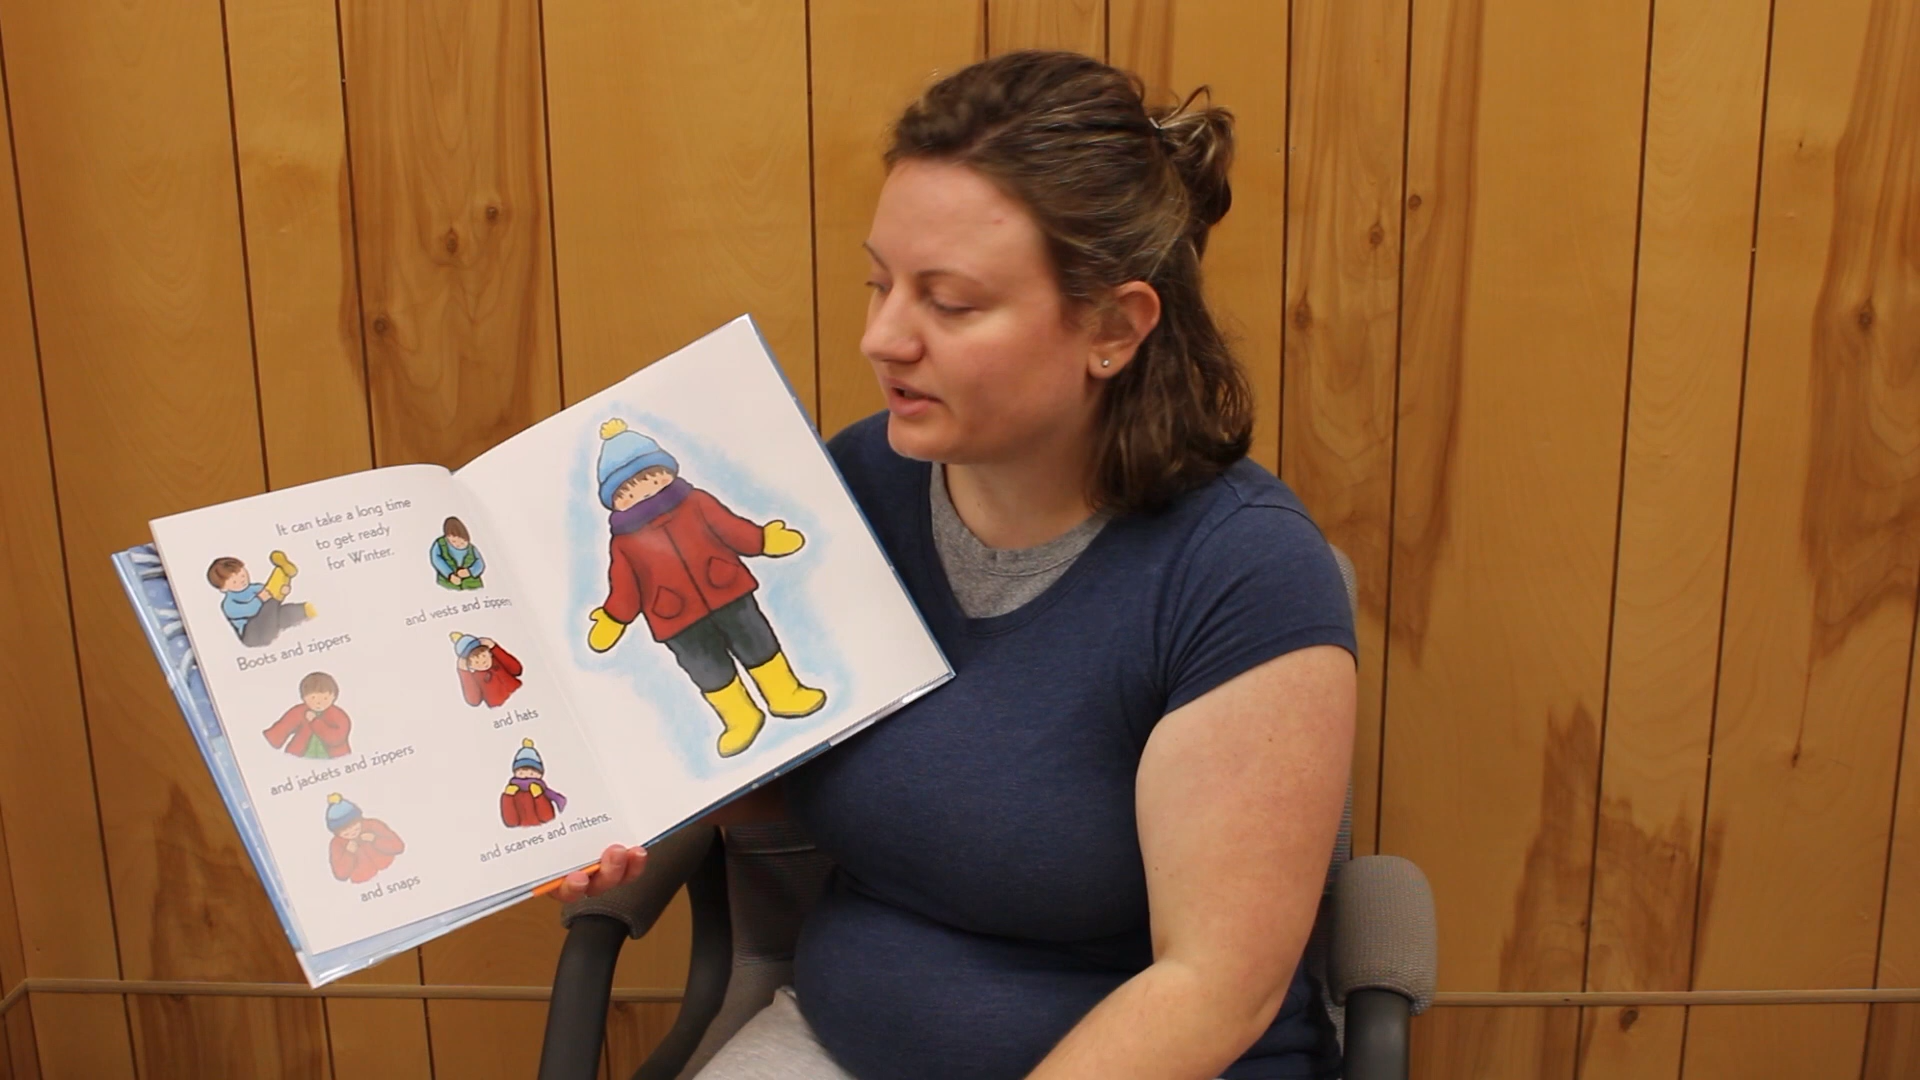 It can take a long time
to get ready
for Winter.
Boots and zippers
and vests and zippers
and jackets and zippers
and hats
and snaps
and scarves and mittens.